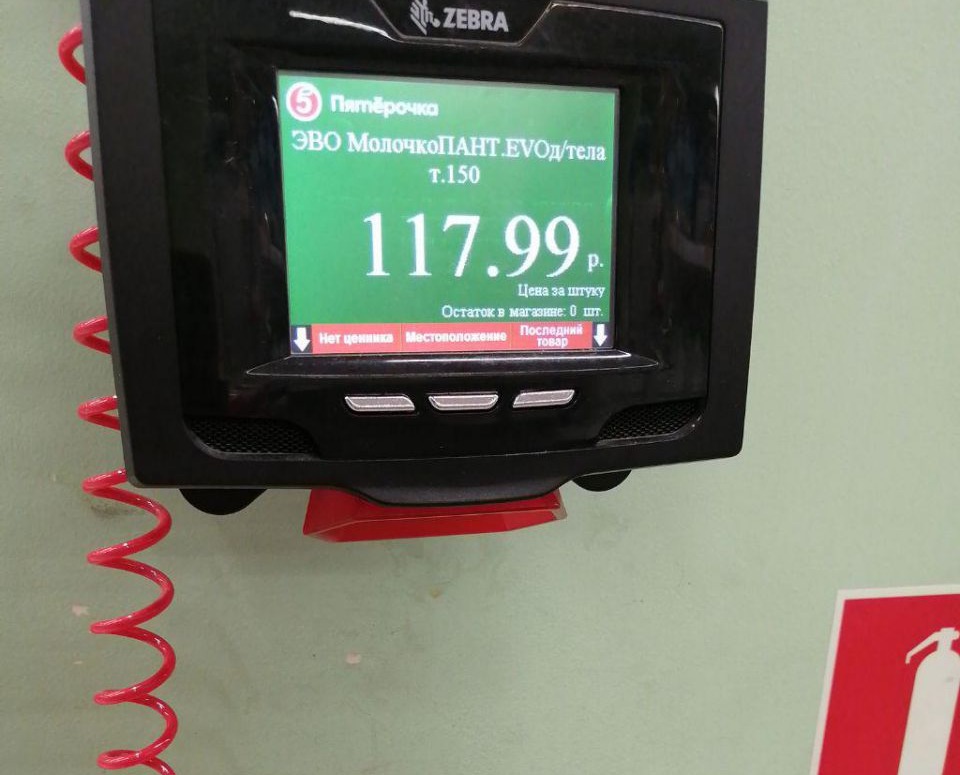 ZEBRA
5 Пятёрочка
ЭВО МолочкоПАНТ.EVOд/тела
т.150
117.99 р.
Цена за штуку
Остаток в магазине: 0 шт.
Нет ценника Местоположение Последний товар